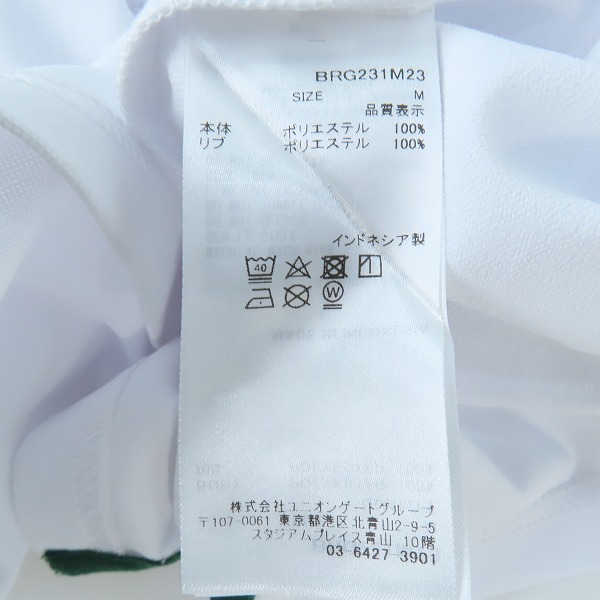 BRG231M23
SIZE M
品質表示
本体 ポリエステル 100%
リブ ポリエステル 100%
インドネシア製
40
W
株式会社ユニオンゲートグループ
〒107-0061 東京都港区北青山2-9-5
スタジアムプレイス青山 10階
03-6427-3901